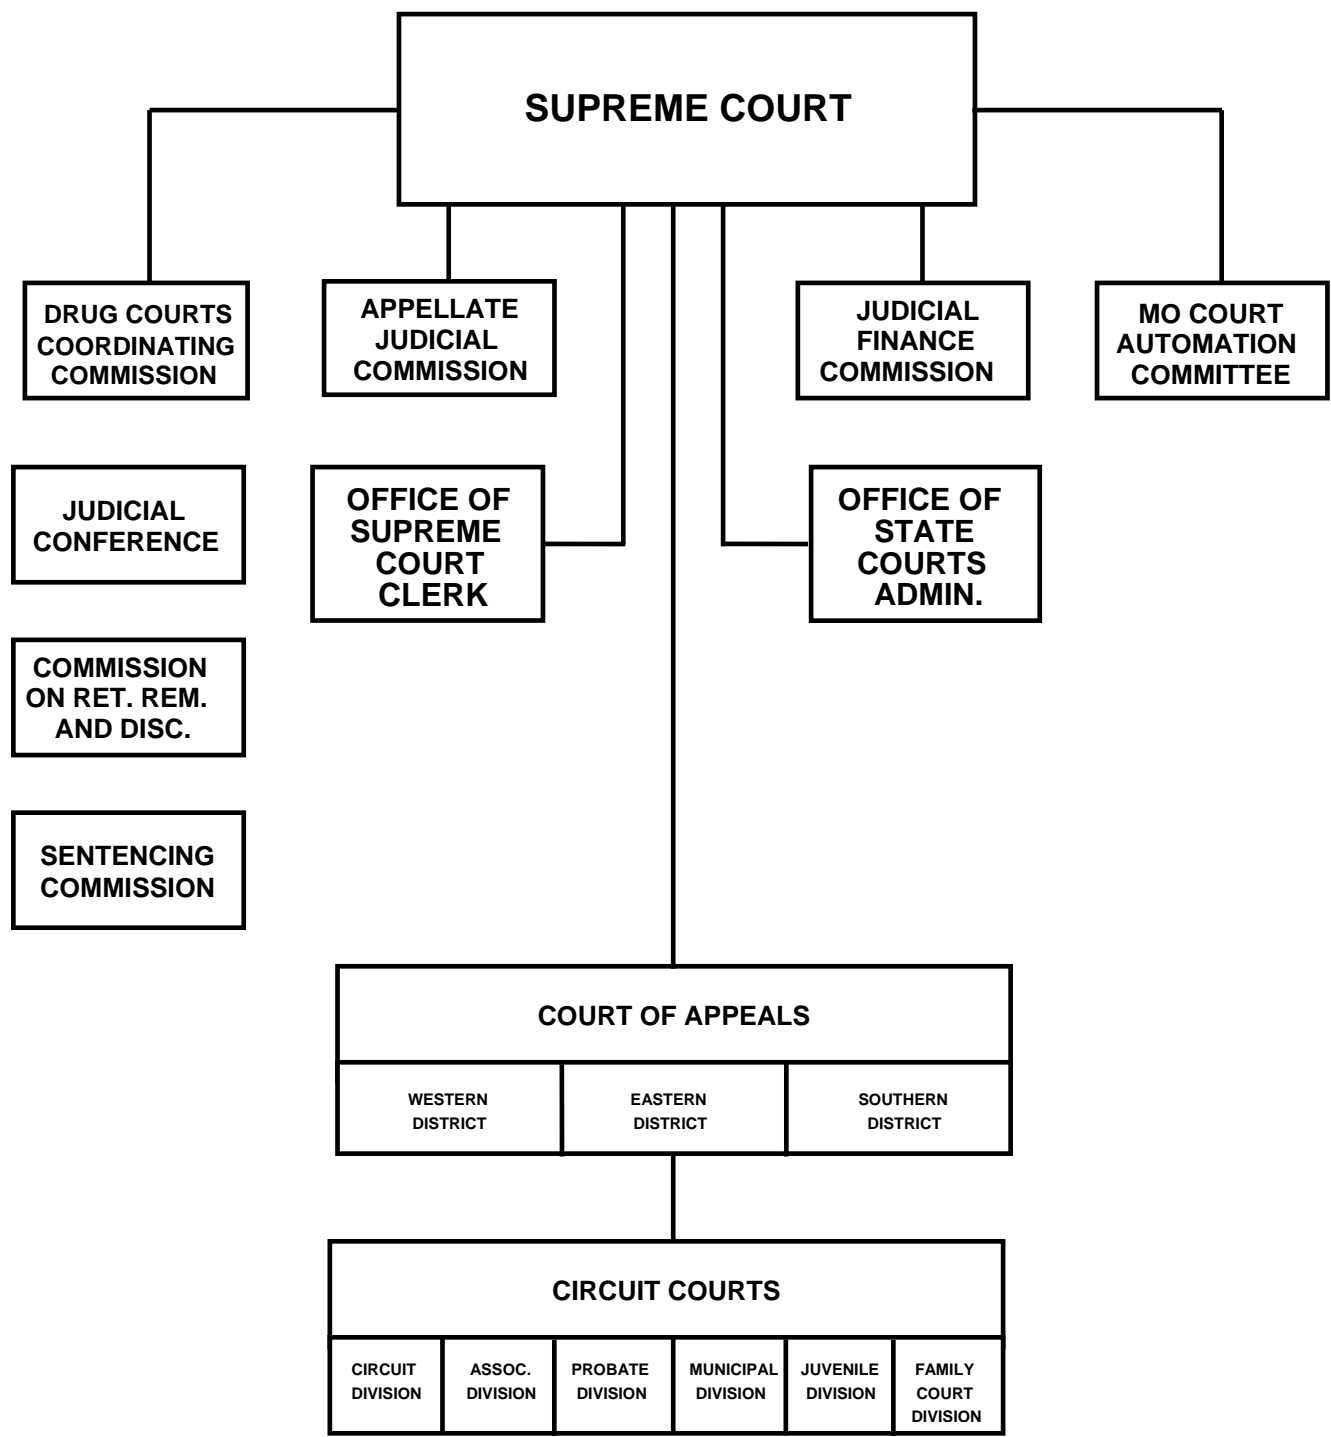 SUPREME COURT
DRUG COURTS
COORDINATING
COMMISSION
APPELLATE
JUDICIAL
COMMISSION
JUDICIAL
FINANCE
COMMISSION
MO COURT
AUTOMATION
COMMITTEE
JUDICIAL
CONFERENCE
OFFICE OF
SUPREME
COURT
CLERK
OFFICE OF
STATE
COURTS
ADMIN.
COMMISSION
ON RET. REM.
AND DISC.
SENTENCING
COMMISSION
COURT OF APPEALS
WESTERN
DISTRICT
EASTERN
DISTRICT
SOUTHERN
DISTRICT
CIRCUIT COURTS
CIRCUIT
DIVISION
ASSOC.
DIVISION
PROBATE
DIVISION
MUNICIPAL
DIVISION
JUVENILE
DIVISION
FAMILY
COURT
DIVISION